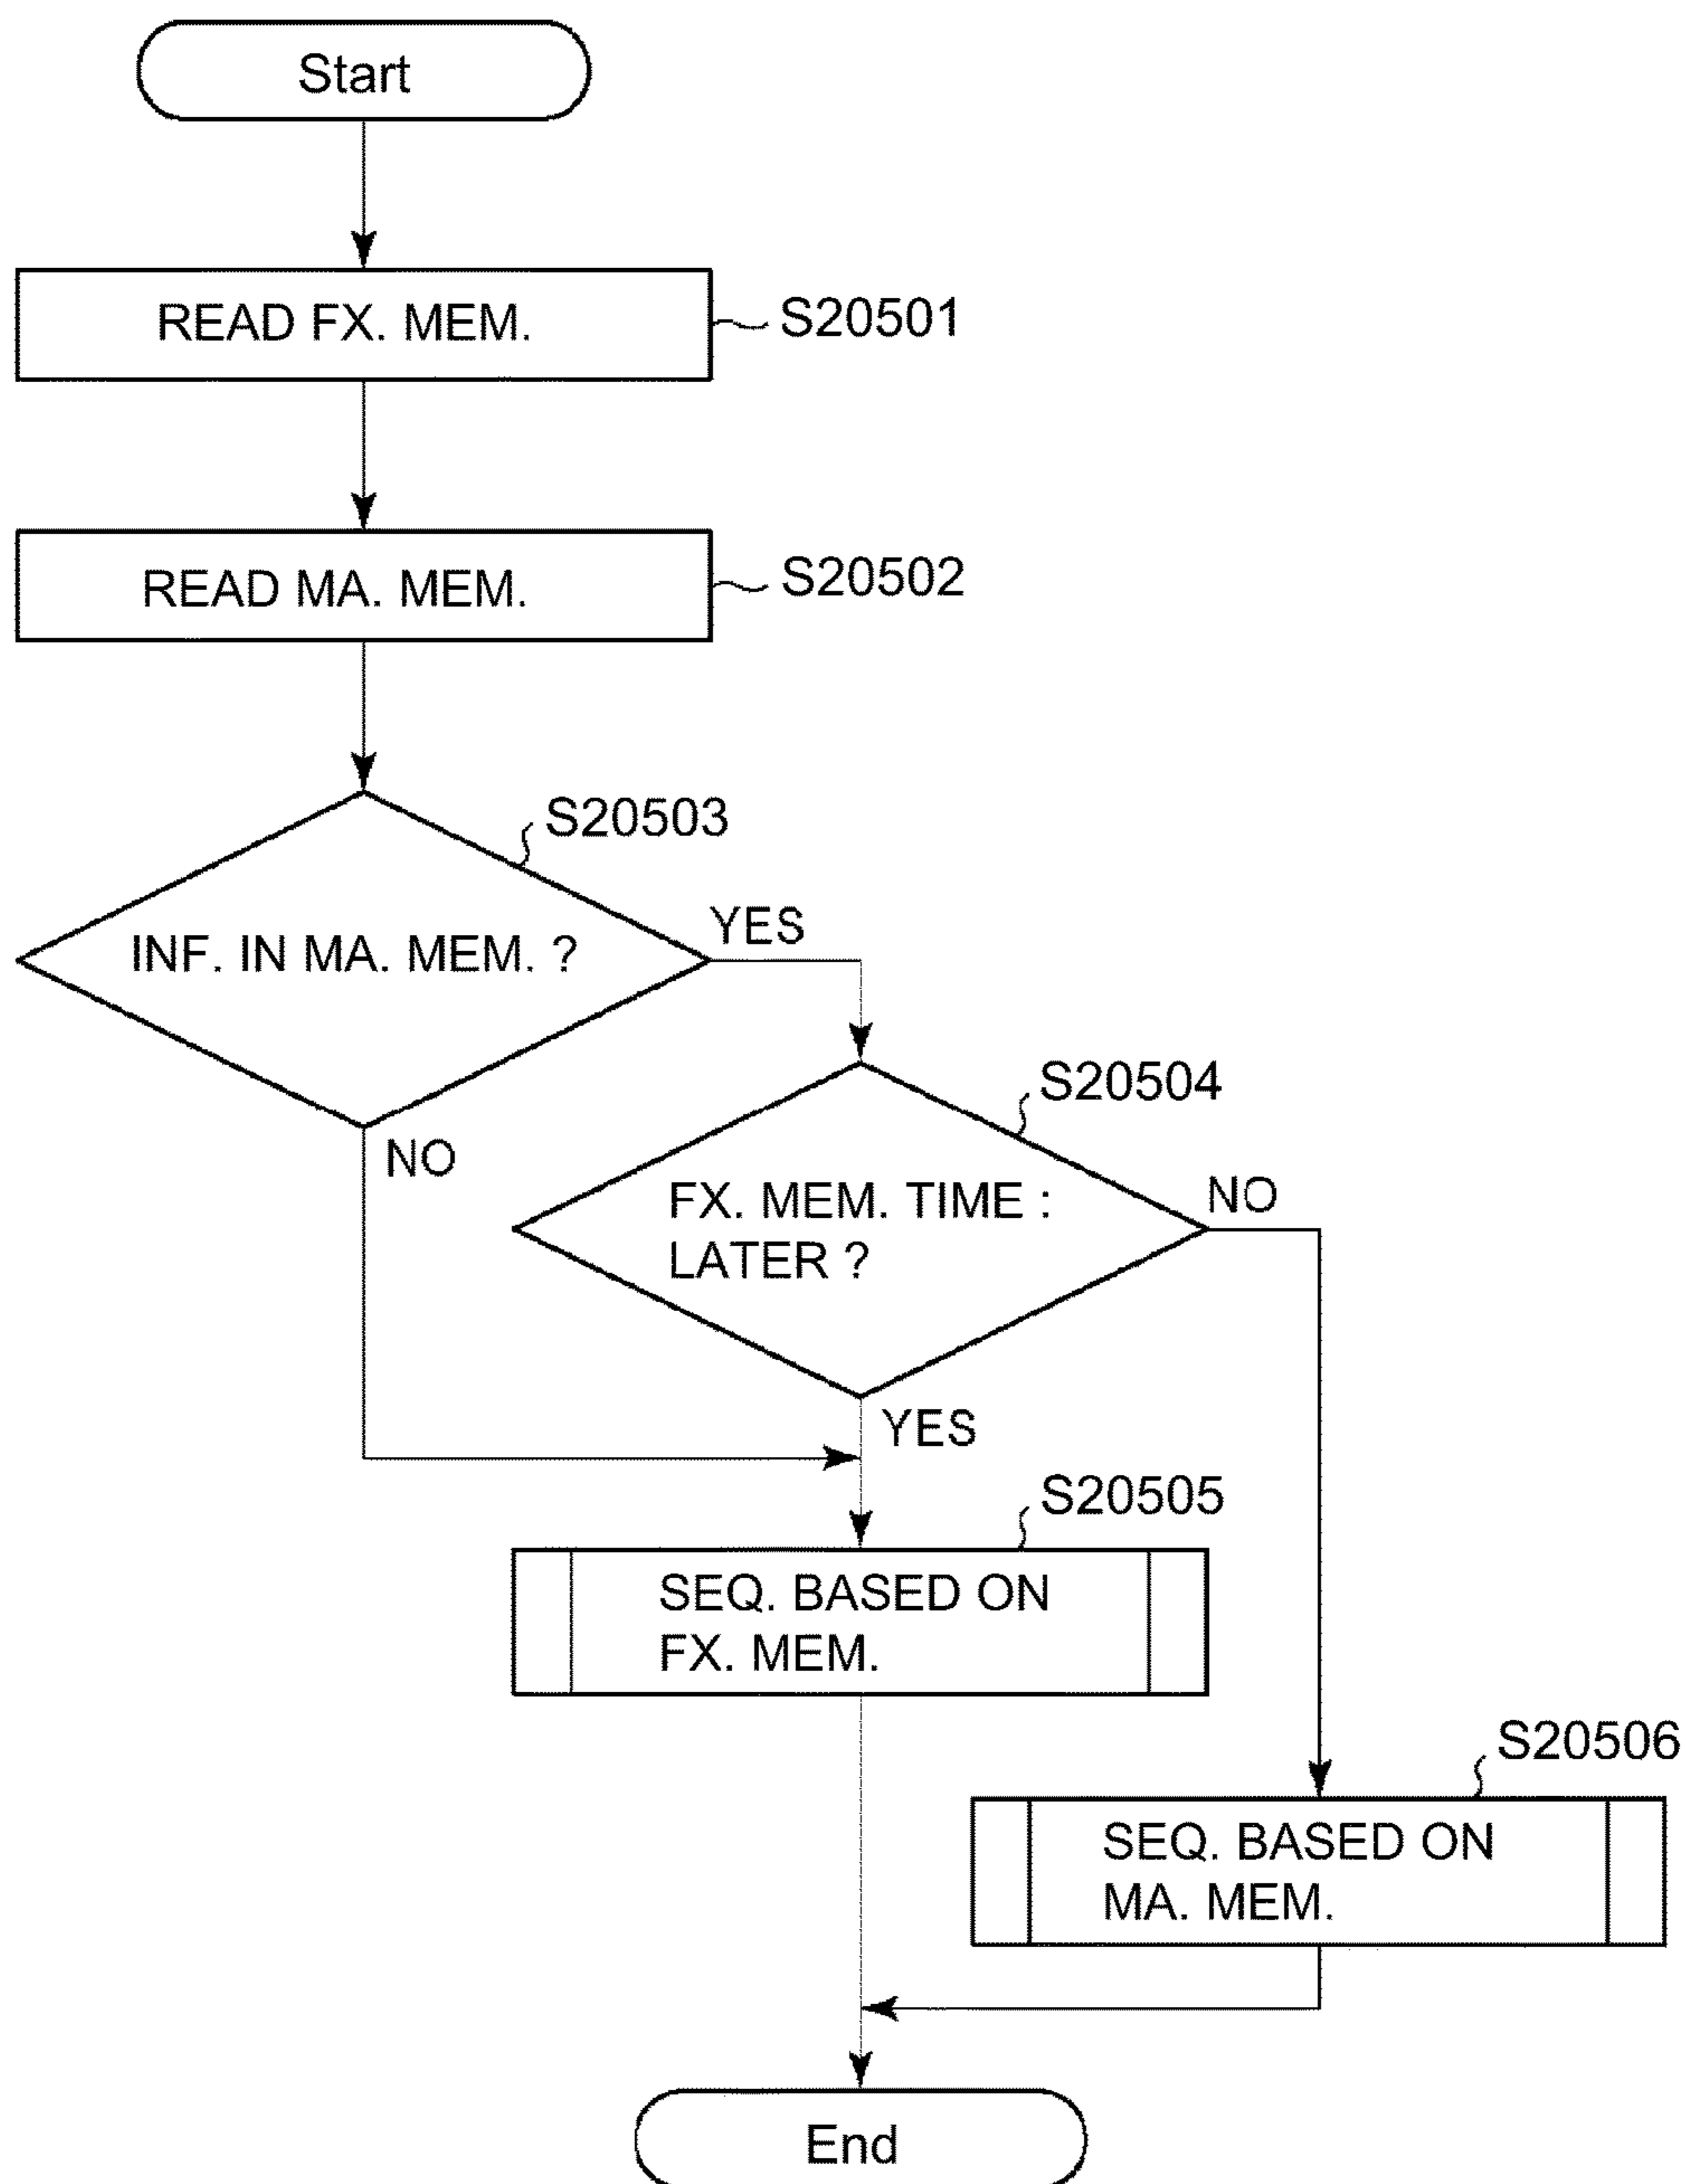 Start
READ FX. MEM.
S20501
READ MA. MEM.
S20502
S20503
INF. IN MA. MEM. ?
YES
NO
S20504
FX. MEM. TIME :
LATER ?
NO
YES
S20505
SEQ. BASED ON
FX. MEM.
S20506
SEQ. BASED ON
MA. MEM.
End